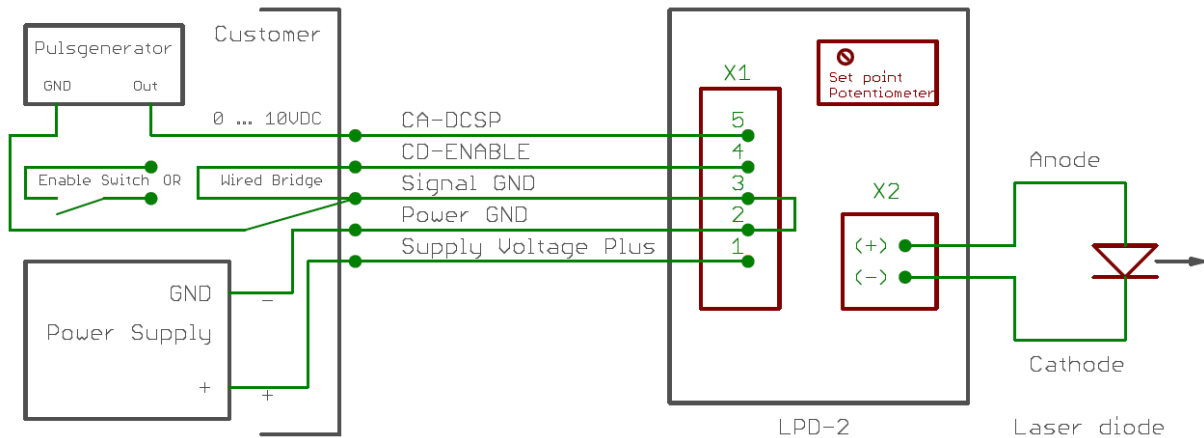 Customer
Pulsgenerator
GND Out
0 ... 10VDC
Enable Switch OR Wired Bridge
GND
-
Power Supply
+
+
CA-DCSP
CD-ENABLE
Signal GND
Power GND
Supply Voltage Plus
X1
5
4
3
2
1
Set point
Potentiometer
X2
(+)
(-)
LPD-2
Anode
Cathode
Laser diode